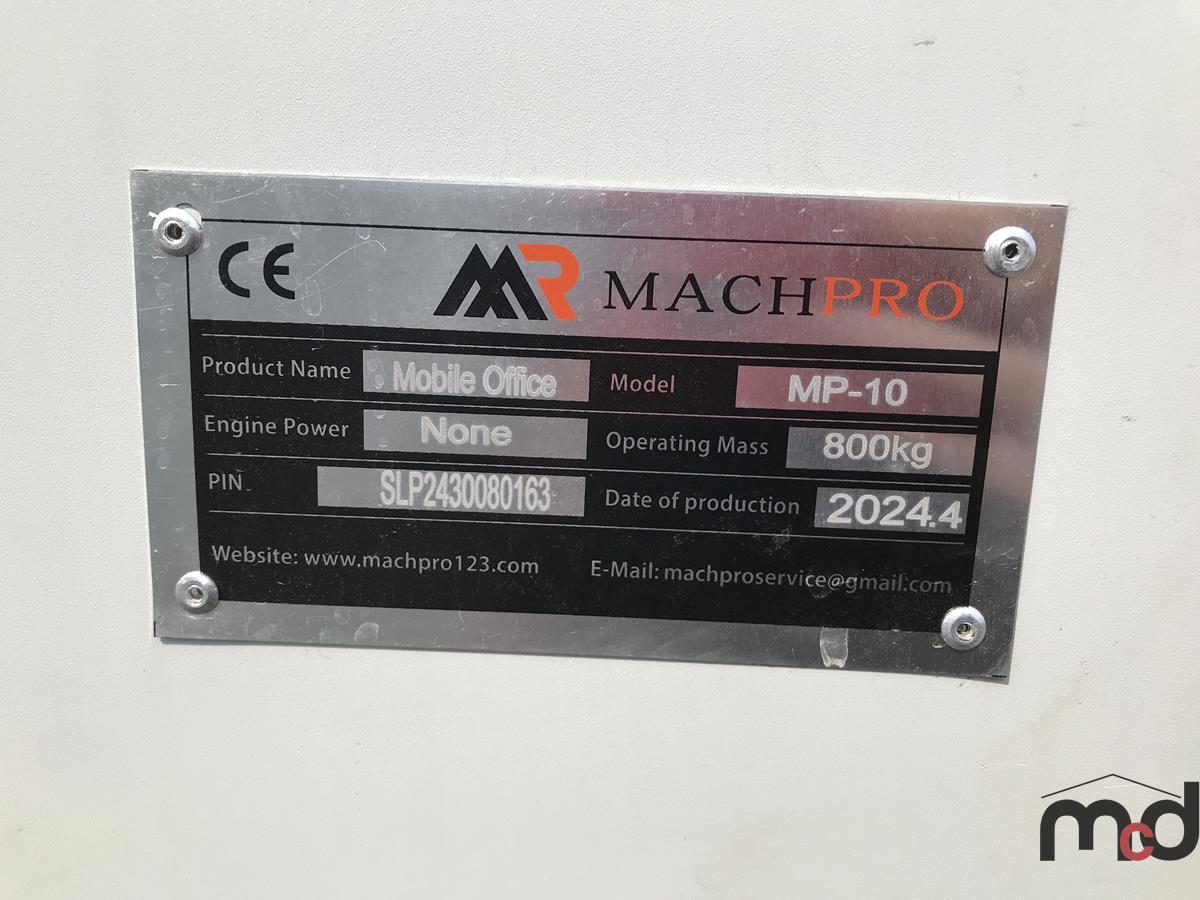 CE MR MACHPRO
Product Name Mobile Office Model MP-10
Engine Power None Operating Mass 800kg
PIN SLP2430080163 Date of production 2024.4
Website: www.machpro123.com E-Mail: machproservice@gmail.com
mcd